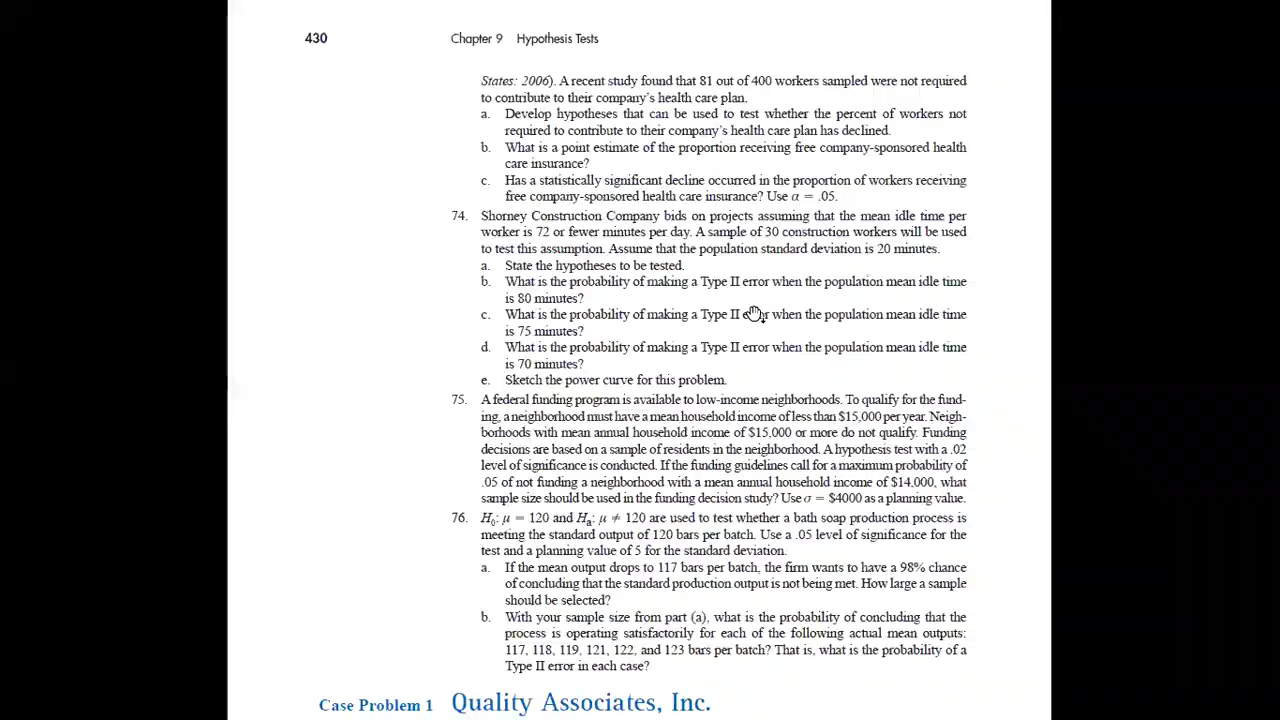 430 Chapter 9 Hypothesis Tests
States: 2006). A recent study found that 81 out of 400 workers sampled were not required
to contribute to their company's health care plan.
a. Develop hypotheses that can be used to test whether the percent of workers not
required to contribute to their company's health care plan has declined.
b. What is a point estimate of the proportion receiving free company-sponsored health
care insurance?
c. Has a statistically significant decline occurred in the proportion of workers receiving
free company-sponsored health care insurance? Use α = .05.
74. Shorney Construction Company bids on projects assuming that the mean idle time per
worker is 72 or fewer minutes per day. A sample of 30 construction workers will be used
to test this assumption. Assume that the population standard deviation is 20 minutes.
a. State the hypotheses to be tested.
b. What is the probability of making a Type II error when the population mean idle time
is 80 minutes?
c. What is the probability of making a Type II error when the population mean idle time
is 75 minutes?
d. What is the probability of making a Type II error when the population mean idle time
is 70 minutes?
e. Sketch the power curve for this problem.
75. A federal funding program is available to low-income neighborhoods. To qualify for the fund-
ing, a neighborhood must have a mean household income of less than $15,000 per year. Neigh-
borhoods with mean annual household income of $15,000 or more do not qualify. Funding
decisions are based on a sample of residents in the neighborhood. A hypothesis test with a .02
level of significance is conducted. If the funding guidelines call for a maximum probability of
.05 of not funding a neighborhood with a mean annual household income of $14,000, what
sample size should be used in the funding decision study? Use σ = $4000 as a planning value.
76. H₀: μ = 120 and Hₐ: μ ≠ 120 are used to test whether a bath soap production process is
meeting the standard output of 120 bars per batch. Use a .05 level of significance for the
test and a planning value of 5 for the standard deviation.
a. If the mean output drops to 117 bars per batch, the firm wants to have a 98% chance
of concluding that the standard production output is not being met. How large a sample
should be selected?
b. With your sample size from part (a), what is the probability of concluding that the
process is operating satisfactorily for each of the following actual mean outputs:
117, 118, 119, 121, 122, and 123 bars per batch? That is, what is the probability of a
Type II error in each case?
Case Problem 1 Quality Associates, Inc.